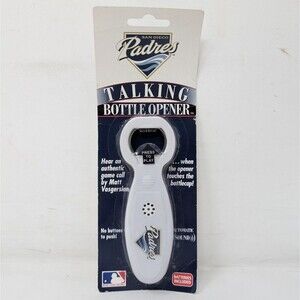 SAN DIEGO
Padres
TALKING
BOTTLE OPENER
PRESS
TO
PLAY
Hear an
authentic
game call
by Matt
Vasgersian
...when
the opener
touches the
bottlecap!
No buttons
to push!
Padres
AUTOMATIC
SOUND
BATTERIES
INCLUDED